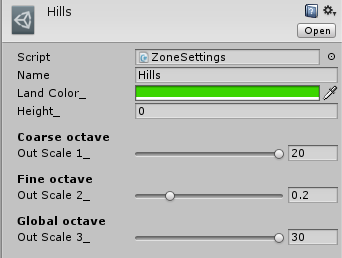 Hills
Open
Script ZoneSettings
Name Hills
Land Color_
Height_ 0
Coarse octave
Out Scale 1_ 20
Fine octave
Out Scale 2_ 0.2
Global octave
Out Scale 3_ 30